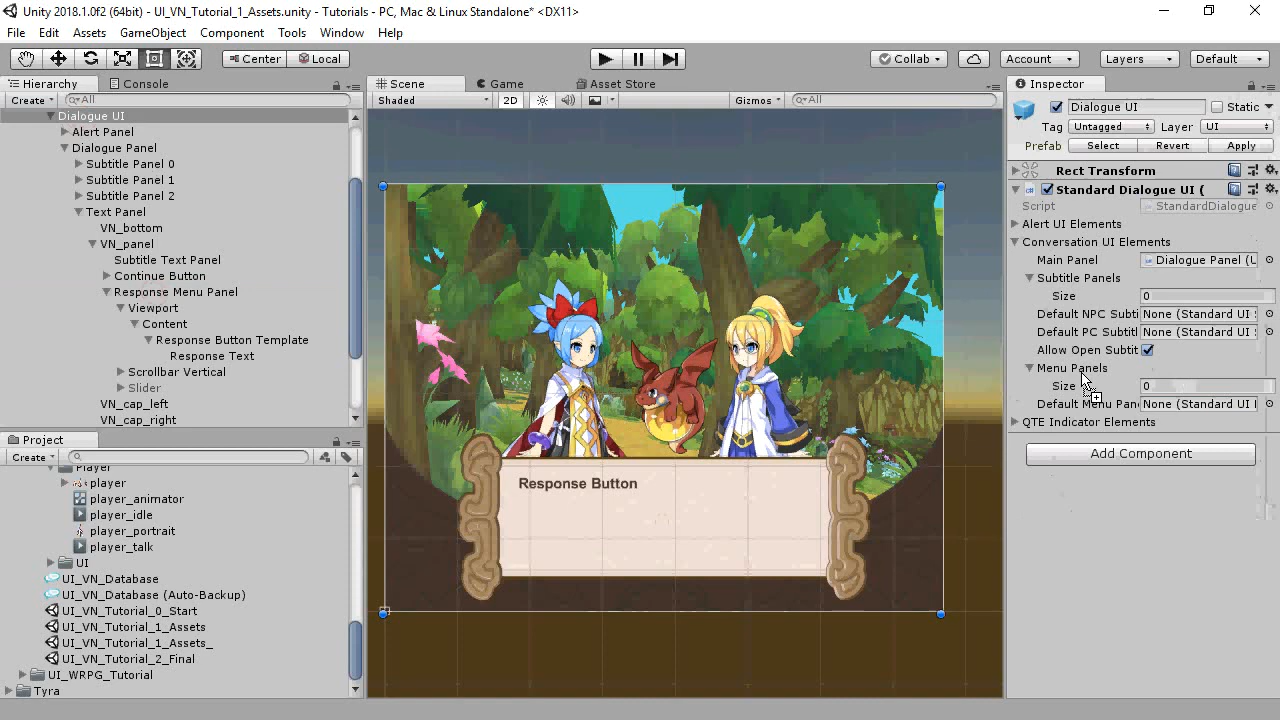 Unity 2018.1.0f2 (64bit) - UI_VN_Tutorial_1_Assets.unity - Tutorials - PC, Mac & Linux Standalone* <DX11>
File Edit Assets GameObject Component Tools Window Help
Center Local Collab Account Layers Default
Hierarchy Console
Create All
Dialogue UI
Alert Panel
Dialogue Panel
Subtitle Panel 0
Subtitle Panel 1
Subtitle Panel 2
Text Panel
VN_bottom
VN_panel
Subtitle Text Panel
Continue Button
Response Menu Panel
Viewport
Content
Response Button Template
Response Text
Scrollbar Vertical
Slider
VN_cap_left
VN_cap_right
Project
Create
Player
player
player_animator
player_idle
player_portrait
player_talk
UI
UI_VN_Database
UI_VN_Database (Auto-Backup)
UI_VN_Tutorial_0_Start
UI_VN_Tutorial_1_Assets
UI_VN_Tutorial_1_Assets_
UI_VN_Tutorial_2_Final
UI_WRPG_Tutorial
Tyra
Scene Game Asset Store
Shaded 2D Gizmos All
Response Button
Inspector
Dialogue UI Static
Tag Untagged Layer UI
Prefab Select Revert Apply
Rect Transform
Standard Dialogue UI (
Script StandardDialogue
Alert UI Elements
Conversation UI Elements
Main Panel Dialogue Panel (U
Subtitle Panels
Size 0
Default NPC Subti None (Standard UI
Default PC Subtitl None (Standard UI
Allow Open Subtit
Menu Panels
Size 0
Default Menu Pan None (Standard UI
QTE Indicator Elements
Add Component